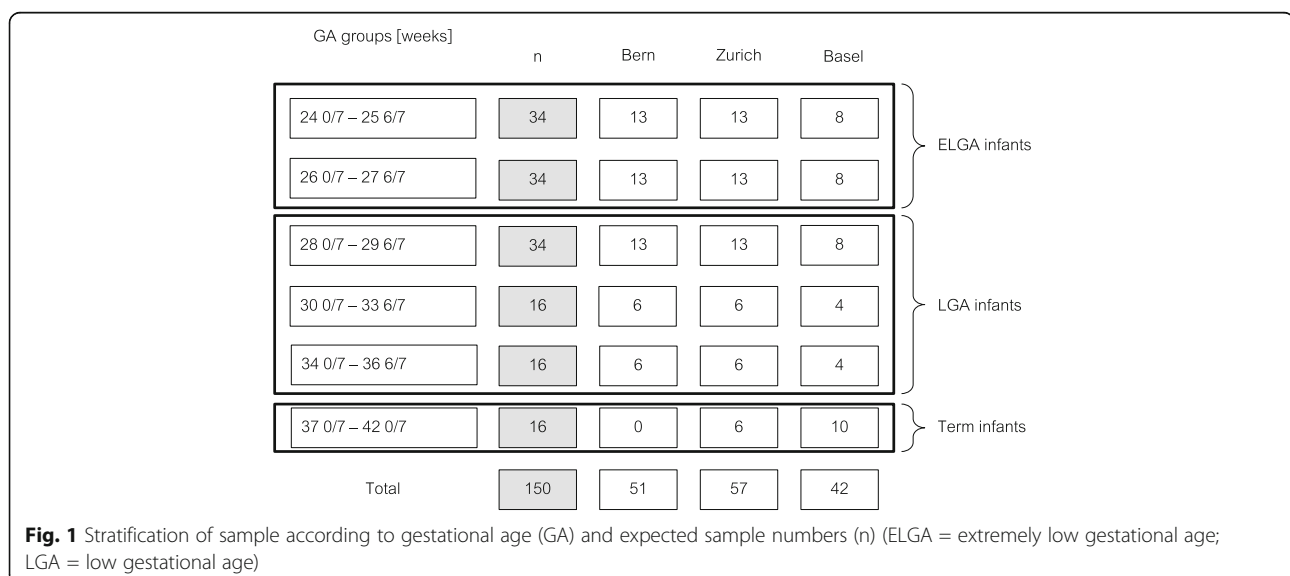 GA groups [weeks]
n Bern Zurich Basel
24 0/7 – 25 6/7 34 13 13 8
ELGA infants
26 0/7 – 27 6/7 34 13 13 8
28 0/7 – 29 6/7 34 13 13 8
30 0/7 – 33 6/7 16 6 6 4 LGA infants
34 0/7 – 36 6/7 16 6 6 4
37 0/7 – 42 0/7 16 0 6 10 Term infants
Total 150 51 57 42
Fig. 1 Stratification of sample according to gestational age (GA) and expected sample numbers (n) (ELGA = extremely low gestational age;
LGA = low gestational age)